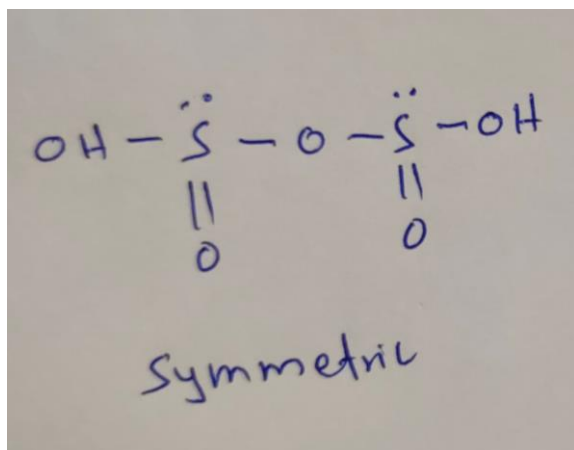 OH – S̈ – O – S̈ – OH
|| ||
O O
Symmetric